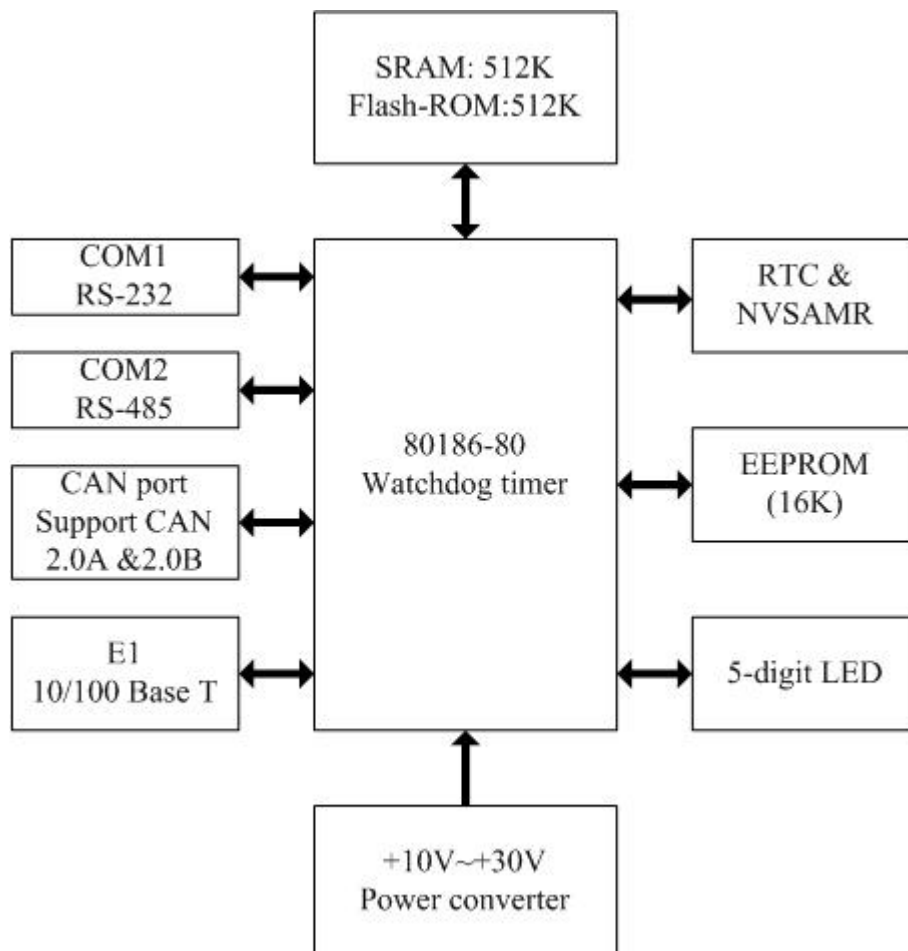 SRAM: 512K
Flash-ROM:512K
COM1
RS-232
COM2
RS-485
CAN port
Support CAN
2.0A &2.0B
E1
10/100 Base T
80186-80
Watchdog timer
RTC &
NVSAMR
EEPROM
(16K)
5-digit LED
+10V~+30V
Power converter